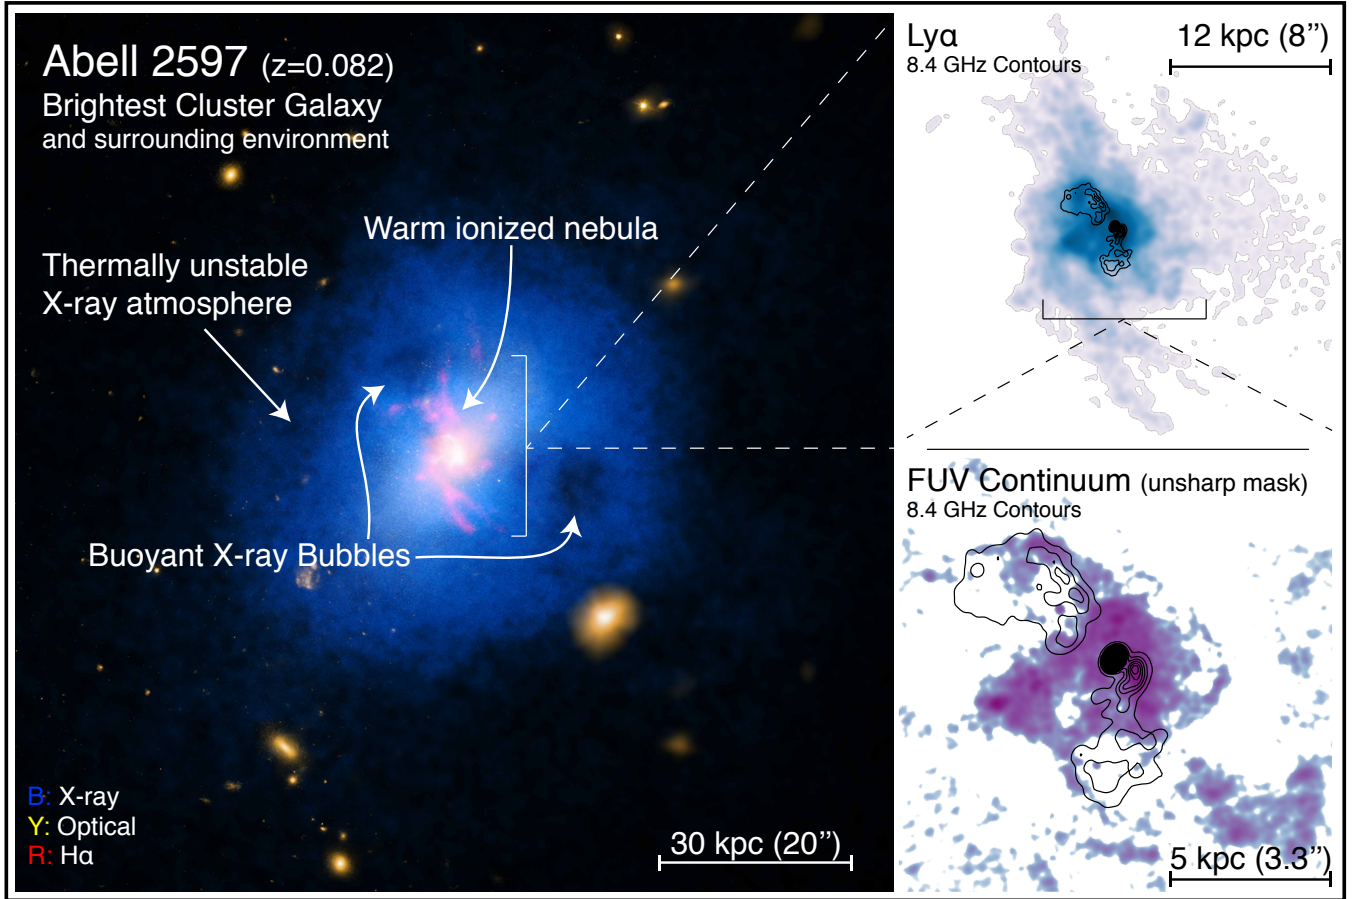 Abell 2597 (z=0.082)
Brightest Cluster Galaxy
and surrounding environment
Warm ionized nebula
Thermally unstable
X-ray atmosphere
Buoyant X-ray Bubbles
B: X-ray
Y: Optical
R: Hα
30 kpc (20”)
Lyα
8.4 GHz Contours
12 kpc (8”)
FUV Continuum (unsharp mask)
8.4 GHz Contours
5 kpc (3.3”)